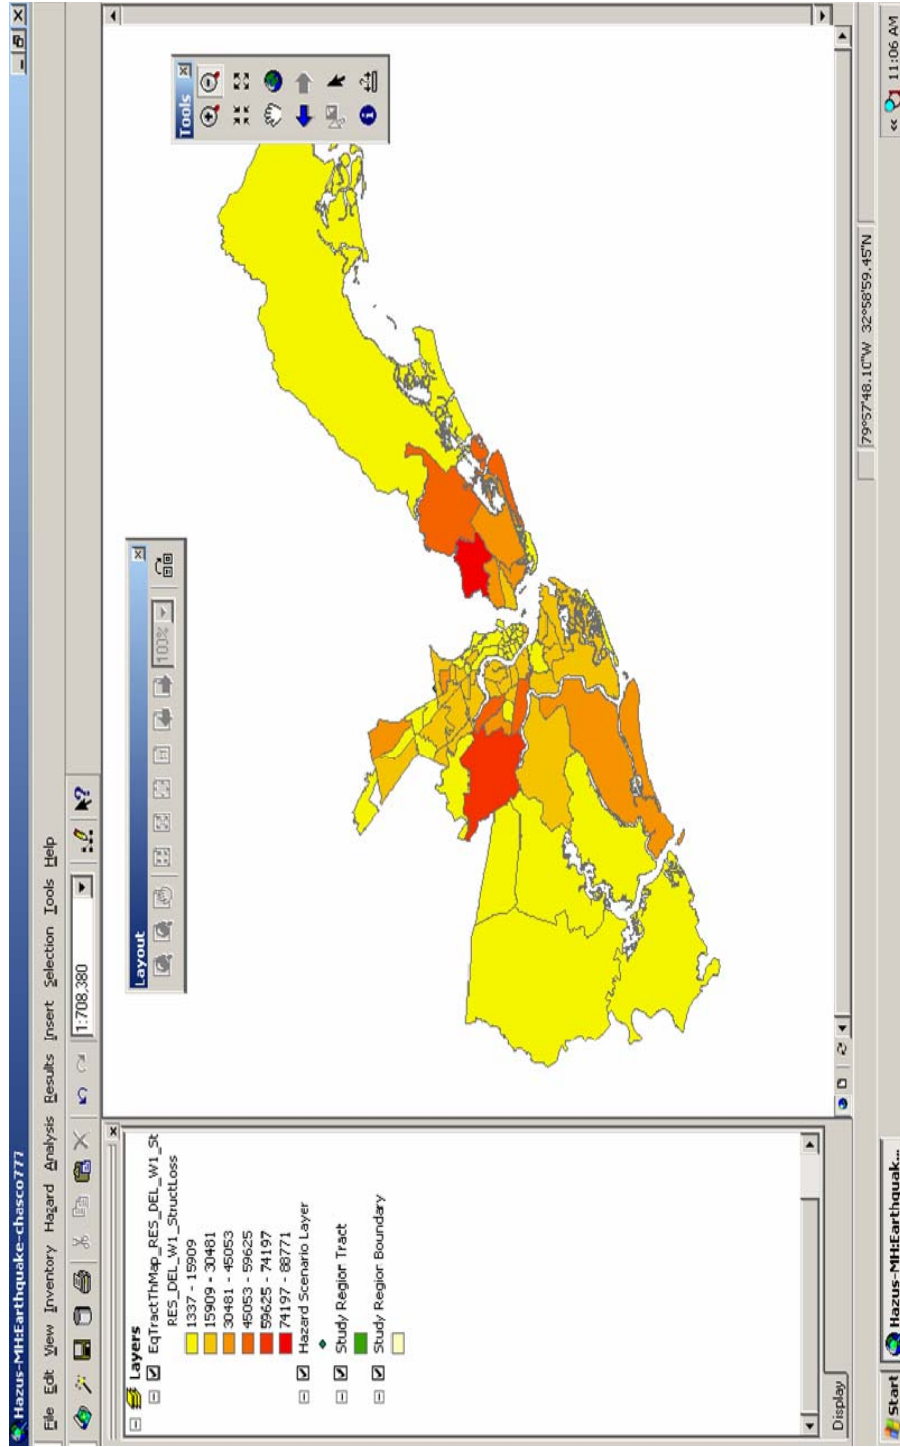 Hazus-MH:Earthquake-chasco777
File Edit View Inventory Hazard Analysis Results Insert Selection Tools Help
1:708,380
Layers
EqTractThMap_RES_DEL_W1_St
RES_DEL_W1_StructLoss
1337 - 15909
15909 - 30481
30481 - 45053
45053 - 59625
59625 - 74197
74197 - 88771
Hazard Scenario Layer
Study Region Tract
Study Region Boundary
Display
Layout
100%
Tools
79°57'48.10"W 32°58'59.45"N
Start
Hazus-MH:Earthquak...
11:06 AM